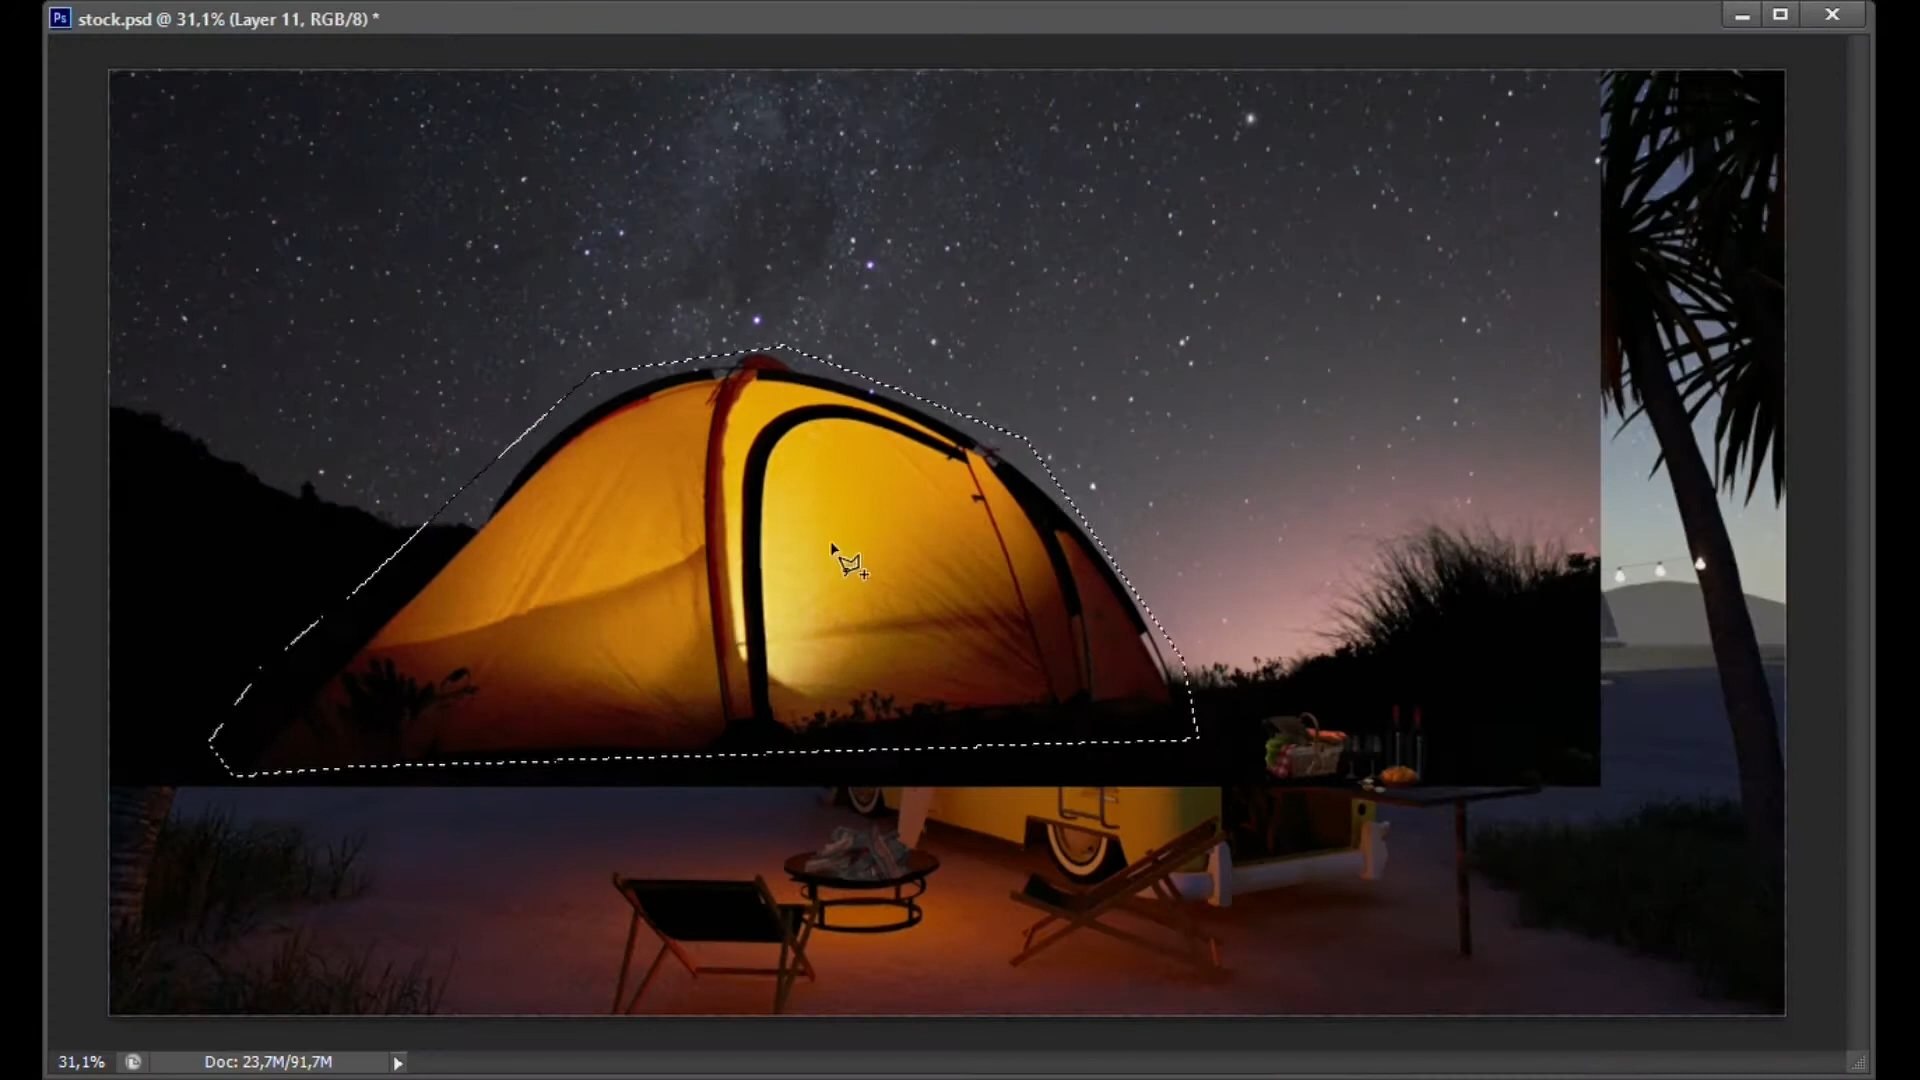 Ps stock.psd @ 31,1% (Layer 11, RGB/8) *
31,1% Doc: 23,7M/91,7M